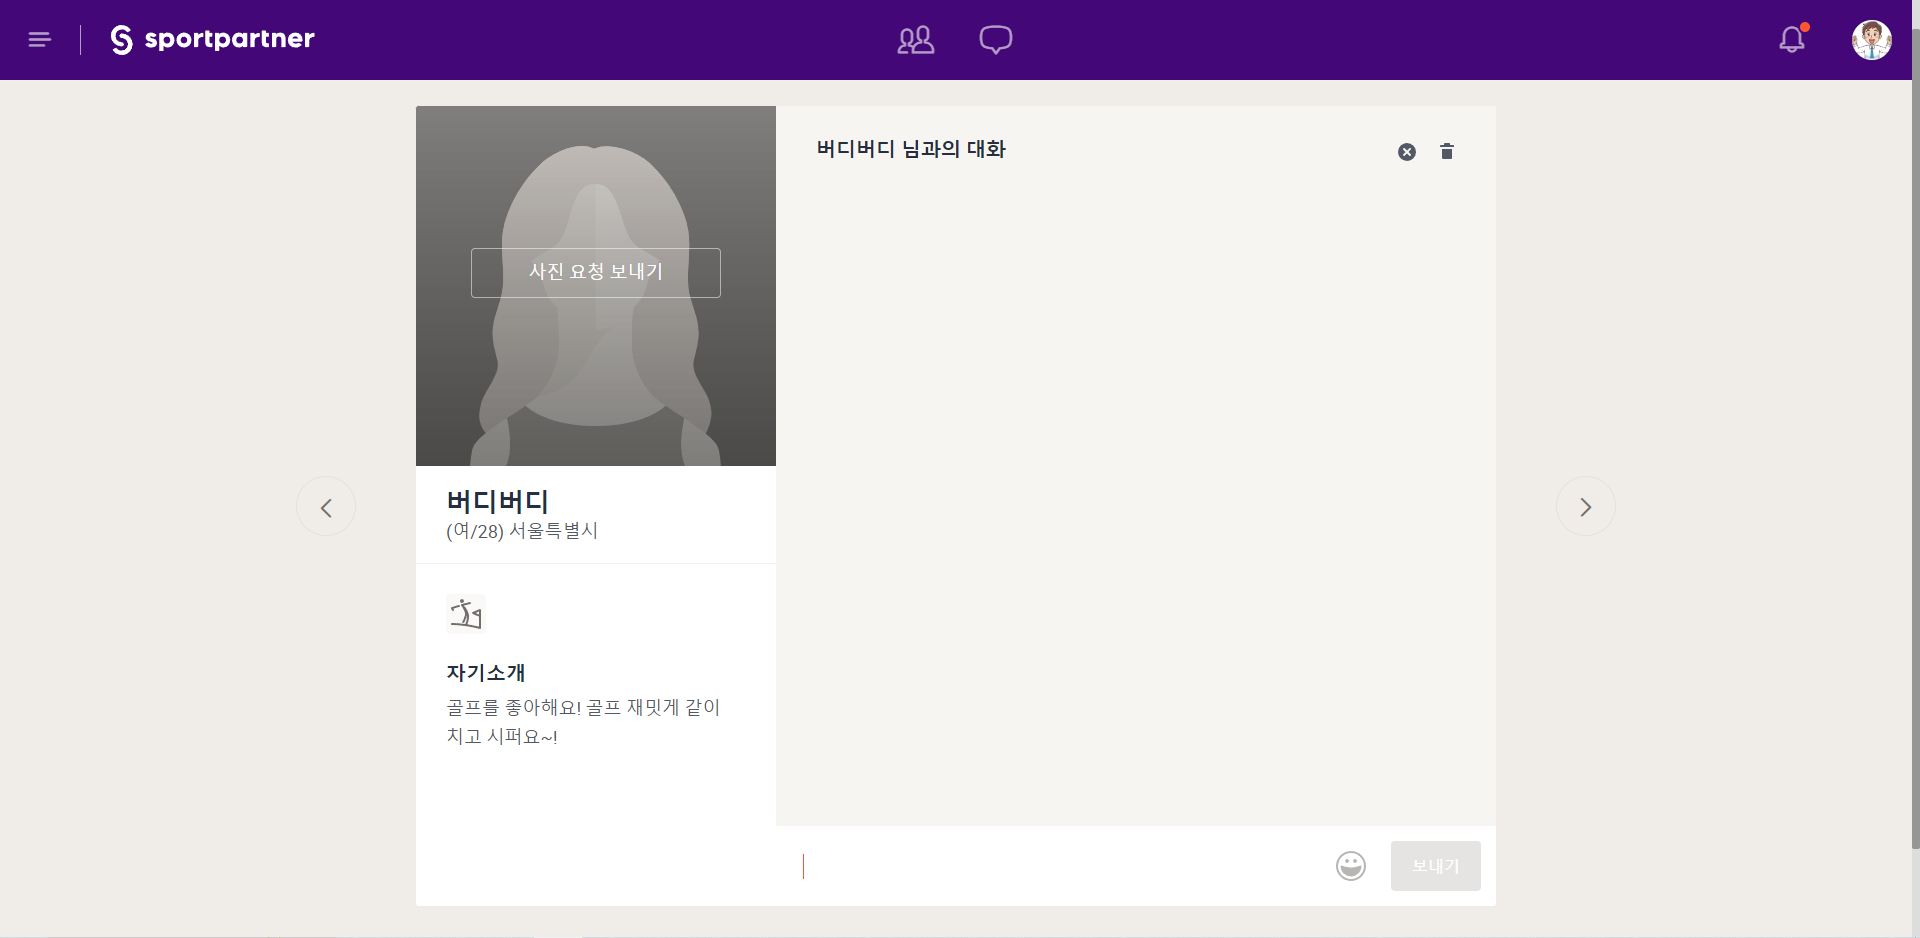 sportpartner
사진 요청 보내기
버디버디 님과의 대화
버디버디
(여/28) 서울특별시
자기소개
골프를 좋아해요! 골프 재밋게 같이
치고 시퍼요~!
보내기